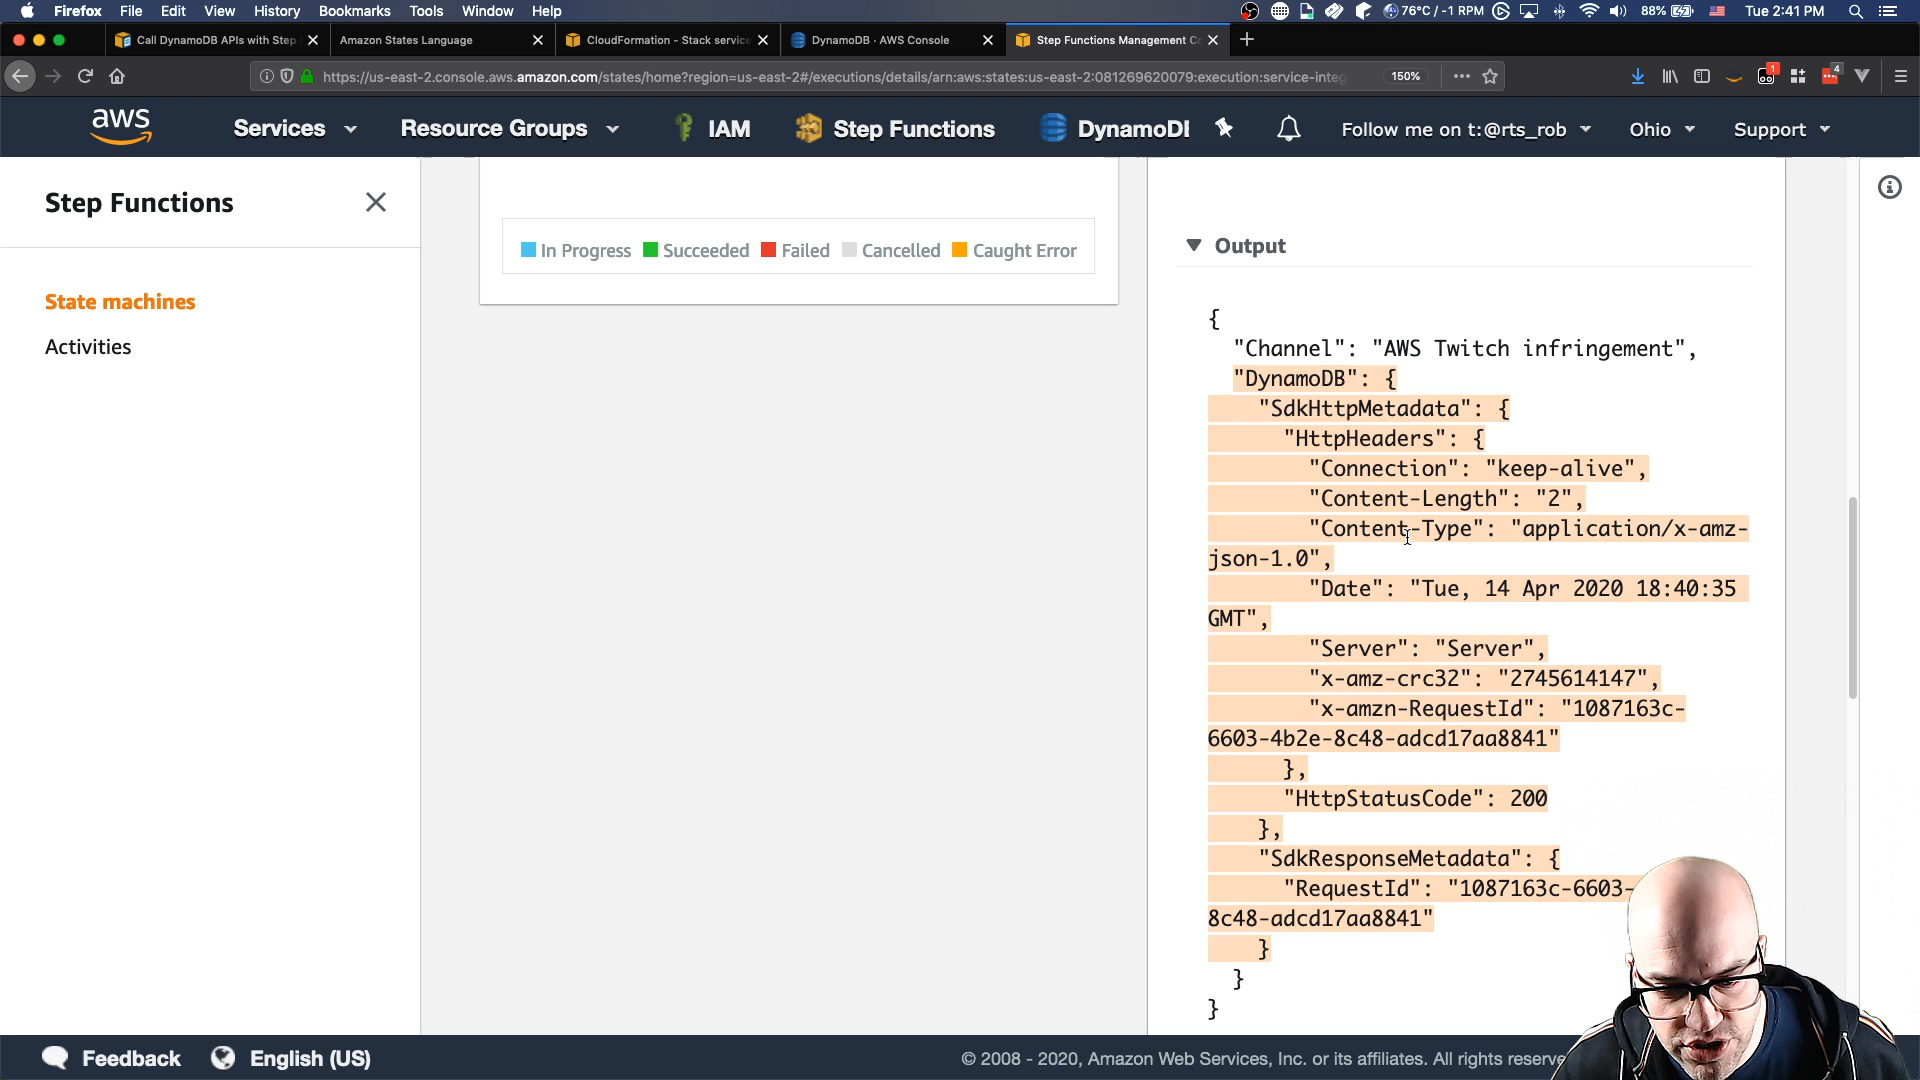 Firefox File Edit View History Bookmarks Tools Window Help 76°C / -1 RPM 88% Tue 2:41 PM
Call DynamoDB APIs with Step Amazon States Language CloudFormation - Stack service DynamoDB · AWS Console Step Functions Management Co
https://us-east-2.console.aws.amazon.com/states/home?region=us-east-2#/executions/details/arn:aws:states:us-east-2:081269620079:execution:service-integ 150% 1 4
aws Services Resource Groups IAM Step Functions DynamoDB Follow me on t:@rts_rob Ohio Support
Step Functions
State machines
Activities
In Progress Succeeded Failed Cancelled Caught Error
Output
{
"Channel": "AWS Twitch infringement",
"DynamoDB": {
"SdkHttpMetadata": {
"HttpHeaders": {
"Connection": "keep-alive",
"Content-Length": "2",
"Content-Type": "application/x-amz-
json-1.0",
"Date": "Tue, 14 Apr 2020 18:40:35
GMT",
"Server": "Server",
"x-amz-crc32": "2745614147",
"x-amzn-RequestId": "1087163c-
6603-4b2e-8c48-adcd17aa8841"
},
"HttpStatusCode": 200
},
"SdkResponseMetadata": {
"RequestId": "1087163c-6603-
8c48-adcd17aa8841"
}
}
}
Feedback English (US) © 2008 - 2020, Amazon Web Services, Inc. or its affiliates. All rights reserve